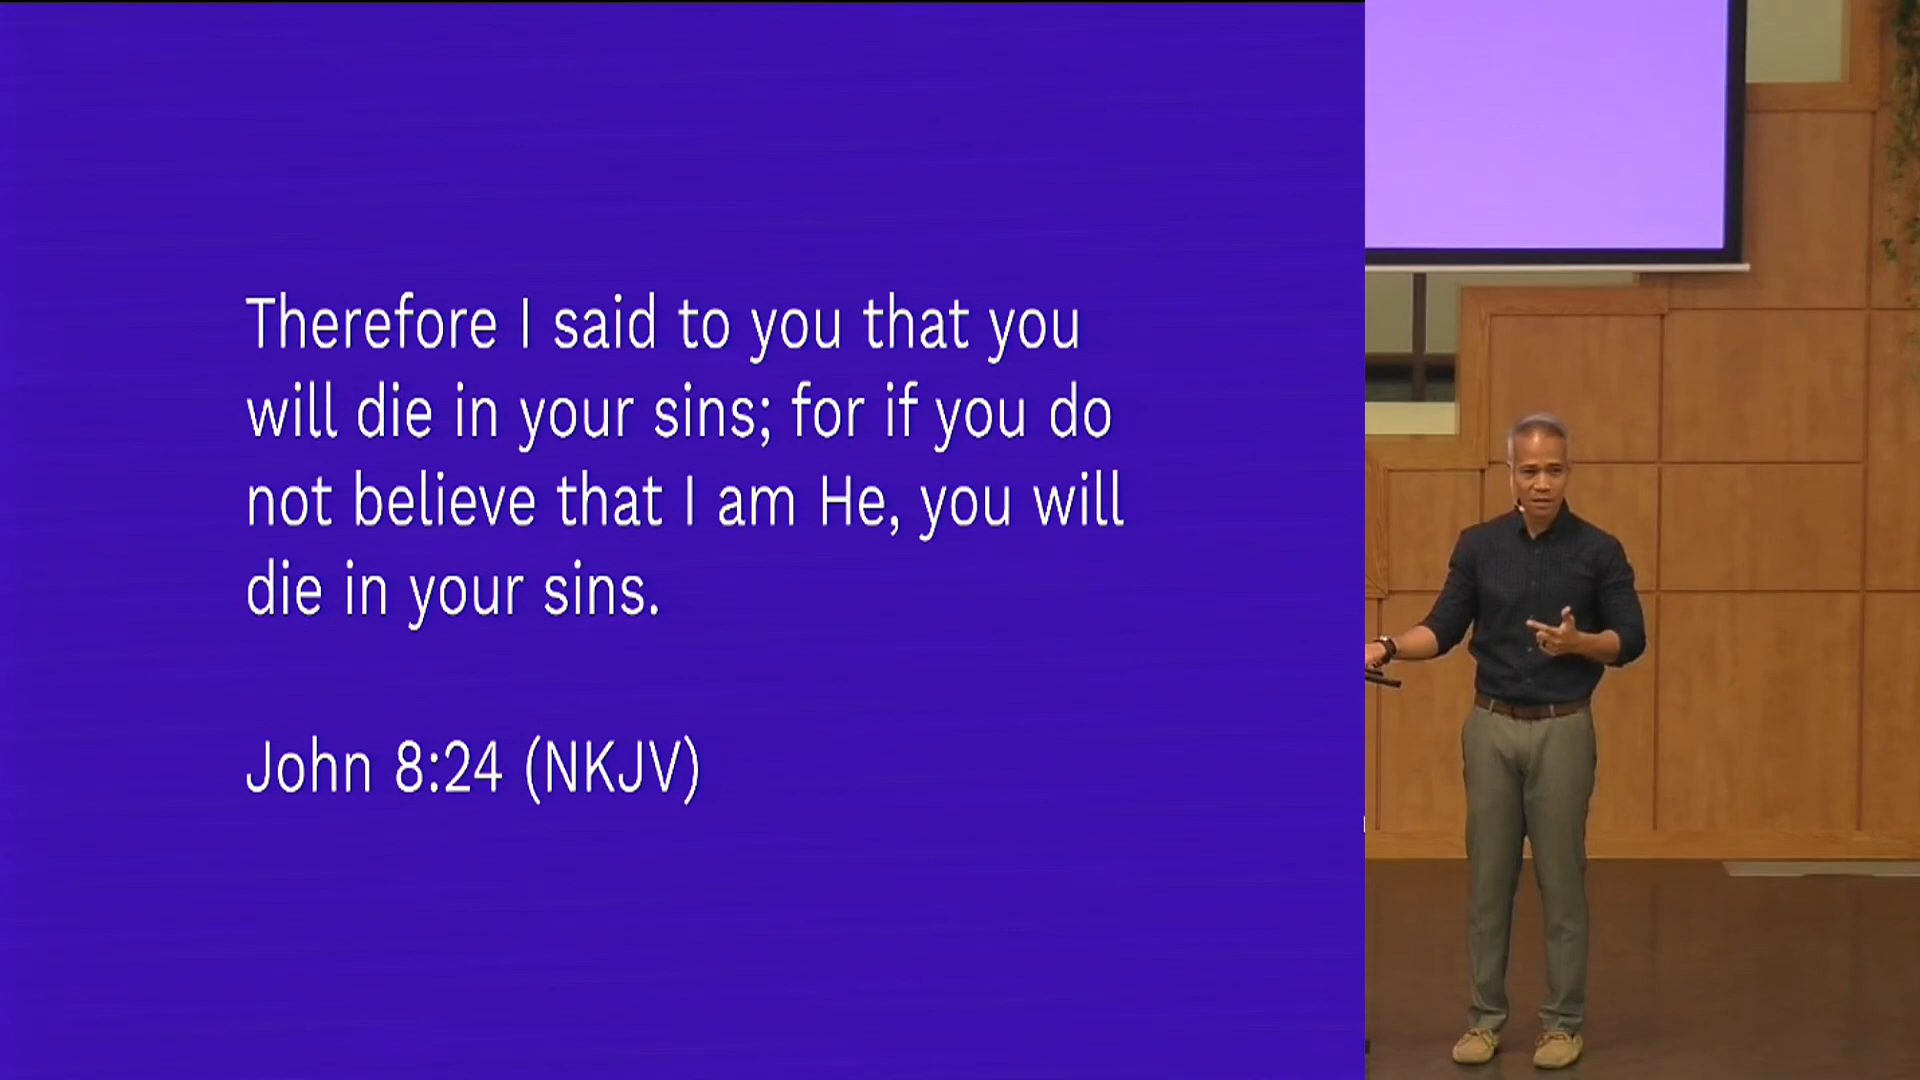 Therefore I said to you that you
will die in your sins; for if you do
not believe that I am He, you will
die in your sins.
John 8:24 (NKJV)